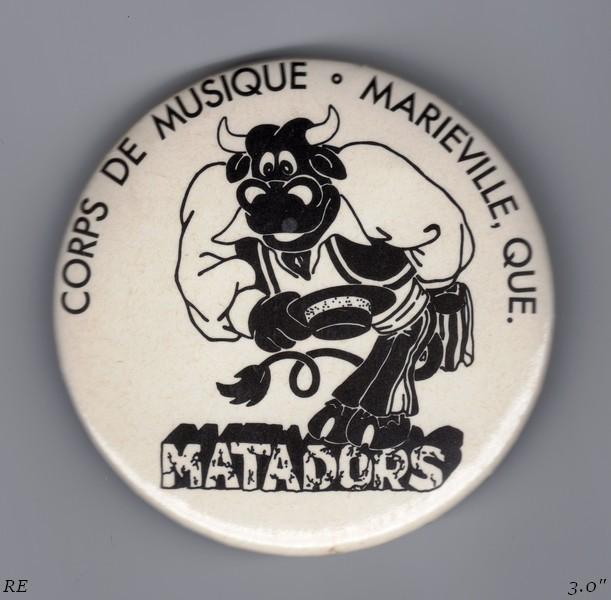 CORPS DE MUSIQUE • MARIEVILLE, QUE.
MATADORS
RE
3.0"